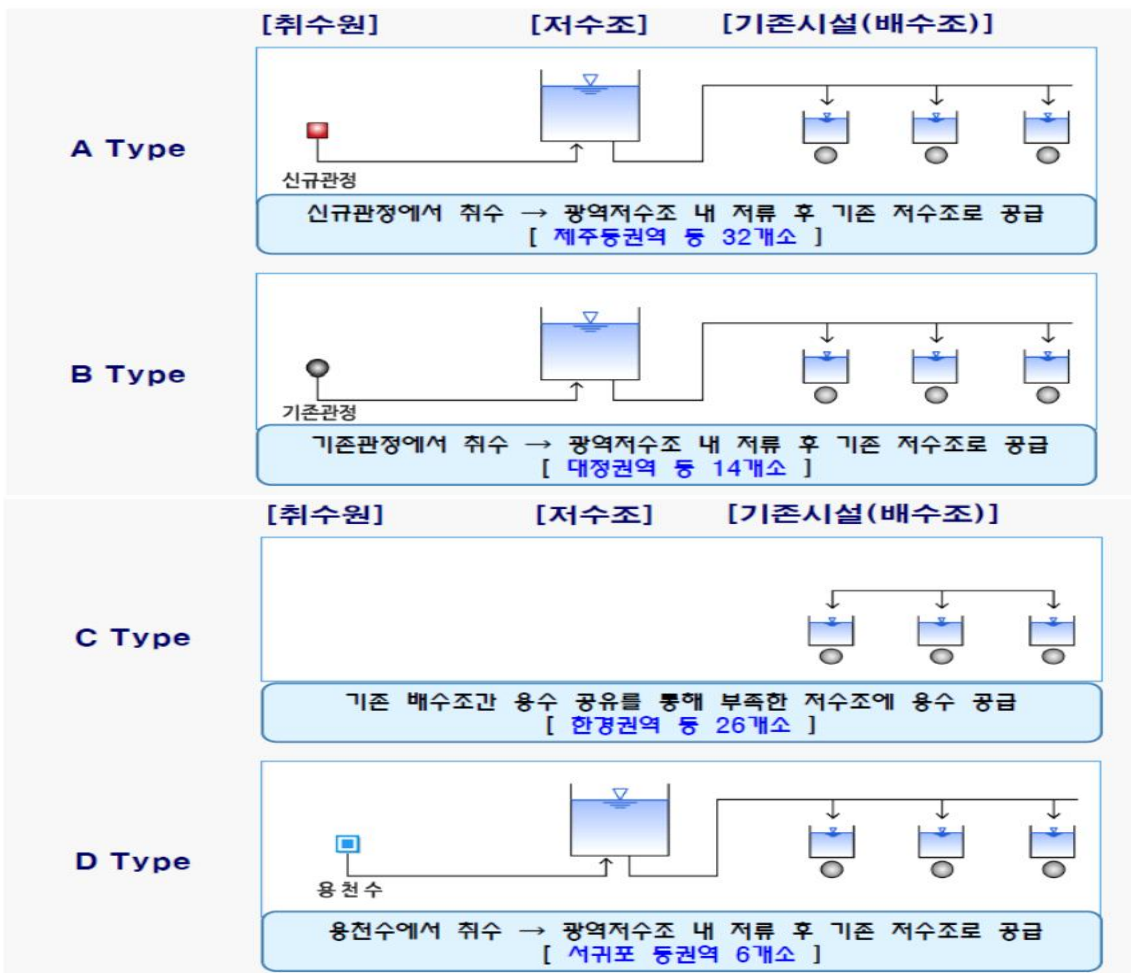 [취수원] [저수조] [기존시설(배수조)]
A Type
신규관정
신규관정에서 취수 → 광역저수조 내 저류 후 기존 저수조로 공급
[ 제주동권역 등 32개소 ]
B Type
기존관정
기존관정에서 취수 → 광역저수조 내 저류 후 기존 저수조로 공급
[ 대정권역 등 14개소 ]
[취수원] [저수조] [기존시설(배수조)]
C Type
기존 배수조간 용수 공유를 통해 부족한 저수조에 용수 공급
[ 한경권역 등 26개소 ]
D Type
용천수
용천수에서 취수 → 광역저수조 내 저류 후 기존 저수조로 공급
[ 서귀포 등권역 6개소 ]